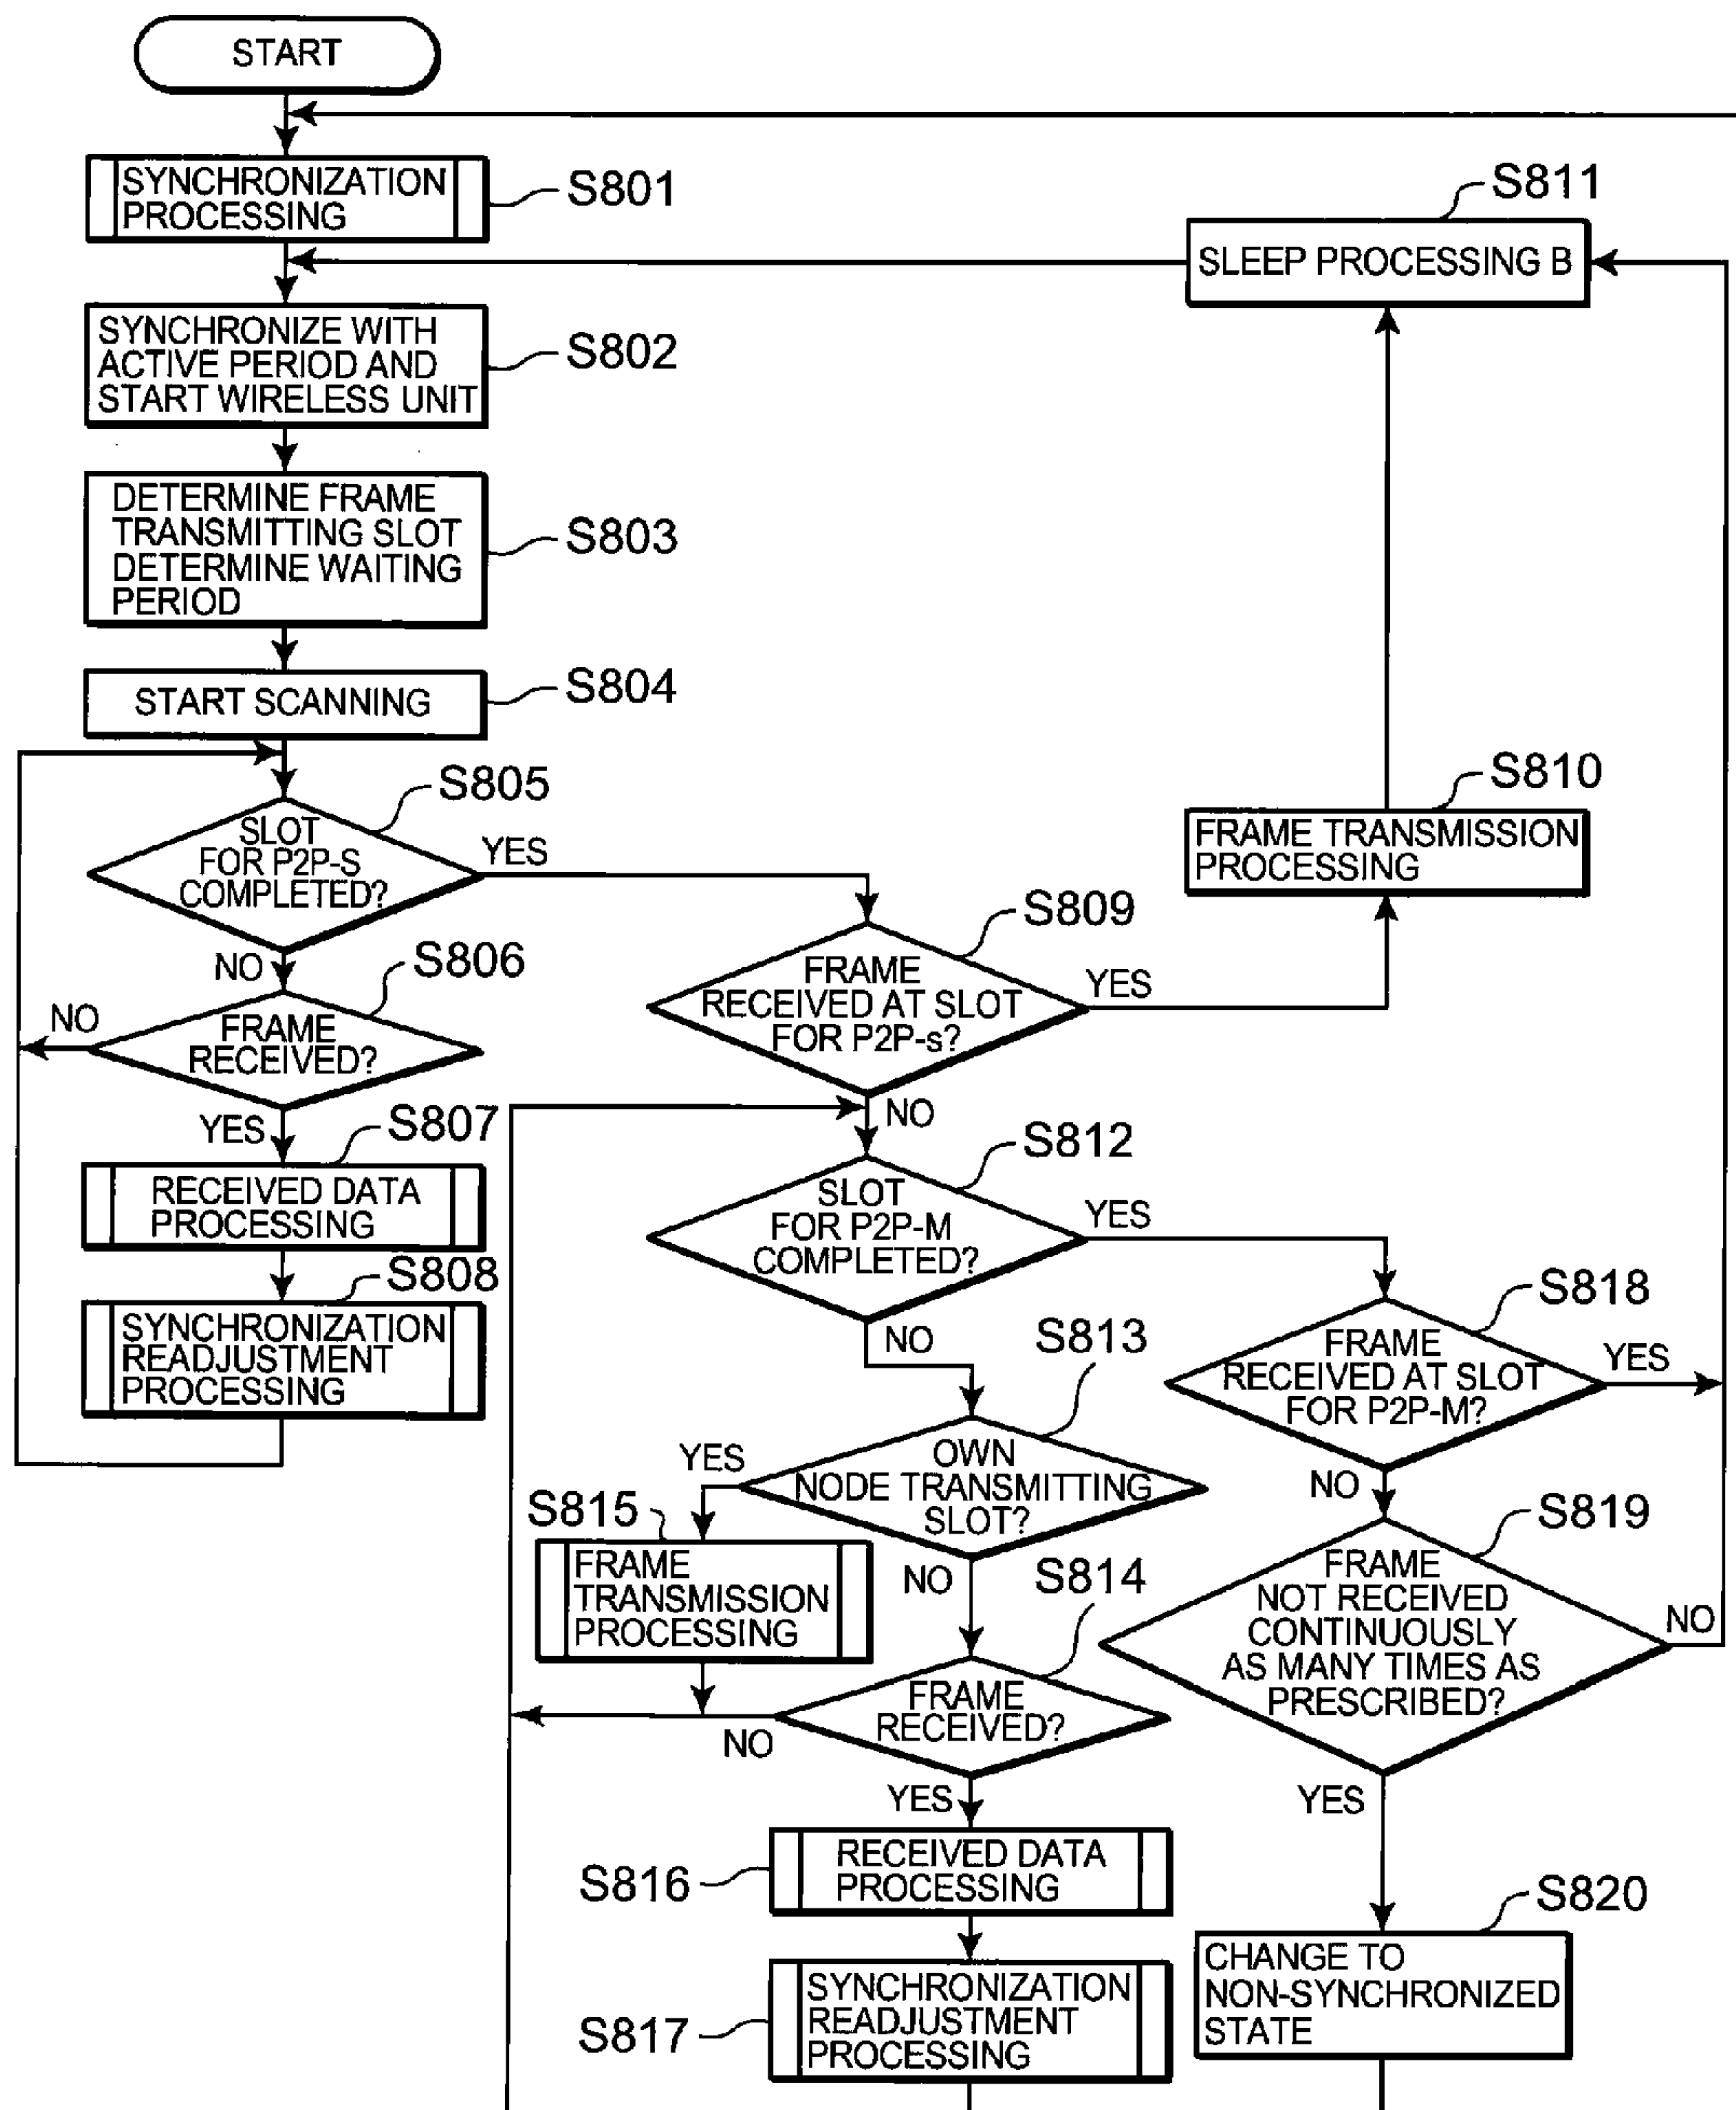 START
SYNCHRONIZATION
PROCESSING
S801
SYNCHRONIZE WITH
ACTIVE PERIOD AND
START WIRELESS UNIT
S802
DETERMINE FRAME
TRANSMITTING SLOT
DETERMINE WAITING
PERIOD
S803
START SCANNING
S804
SLOT
FOR P2P-S
COMPLETED?
S805
YES
NO
FRAME
RECEIVED?
S806
NO
YES
RECEIVED DATA
PROCESSING
S807
SYNCHRONIZATION
READJUSTMENT
PROCESSING
S808
FRAME
RECEIVED AT SLOT
FOR P2P-s?
S809
YES
NO
FRAME TRANSMISSION
PROCESSING
S810
SLEEP PROCESSING B
S811
SLOT
FOR P2P-M
COMPLETED?
S812
YES
NO
OWN
NODE TRANSMITTING
SLOT?
S813
YES
NO
FRAME
RECEIVED?
S814
NO
YES
S815
FRAME
TRANSMISSION
PROCESSING
S816
RECEIVED DATA
PROCESSING
S817
SYNCHRONIZATION
READJUSTMENT
PROCESSING
FRAME
RECEIVED AT SLOT
FOR P2P-M?
S818
YES
NO
FRAME
NOT RECEIVED
CONTINUOUSLY
AS MANY TIMES AS
PRESCRIBED?
S819
NO
YES
CHANGE TO
NON-SYNCHRONIZED
STATE
S820